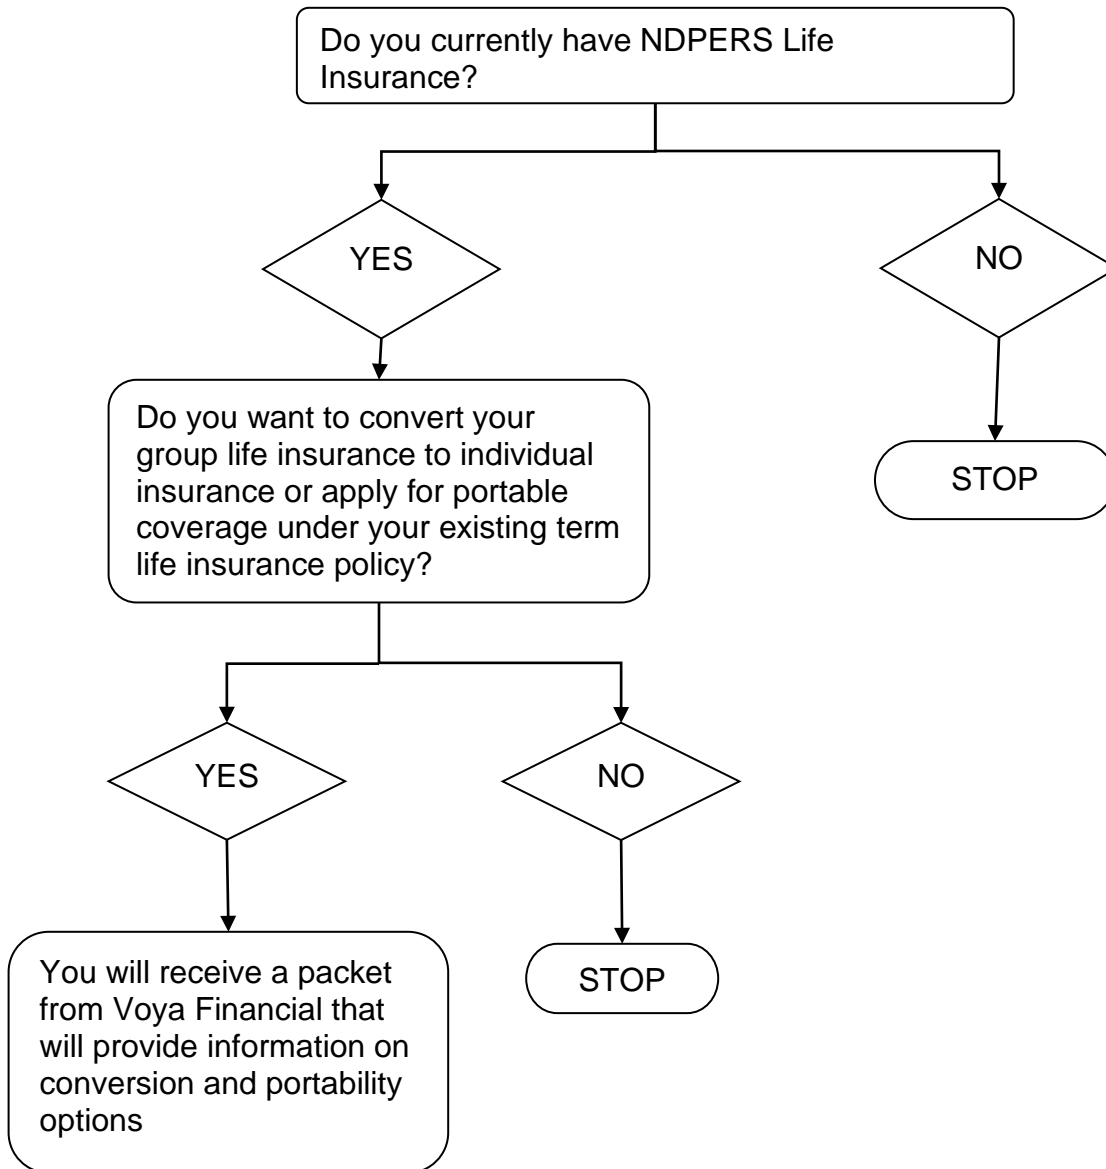 Do you currently have NDPERS Life
Insurance?
YES
NO
Do you want to convert your
group life insurance to individual
insurance or apply for portable
coverage under your existing term
life insurance policy?
STOP
YES
NO
You will receive a packet
from Voya Financial that
will provide information on
conversion and portability
options
STOP